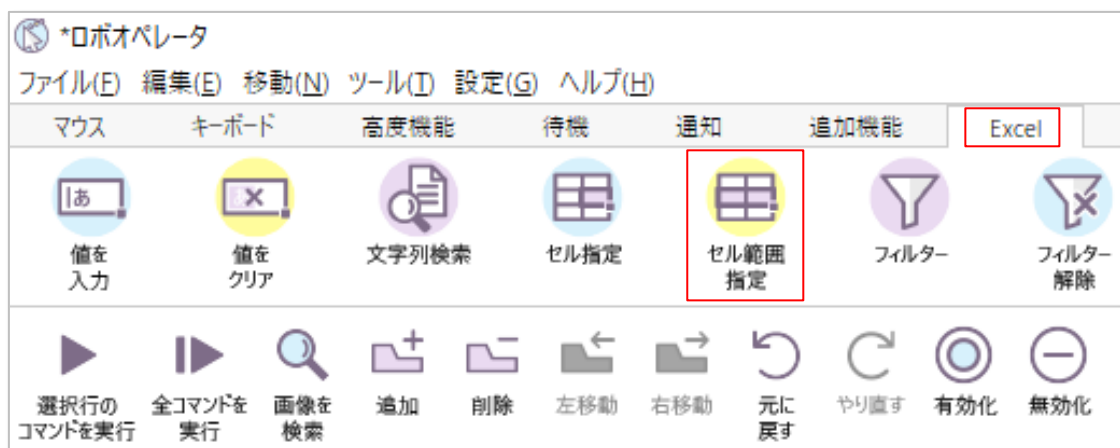 *ロボオペレータ
ファイル(F) 編集(E) 移動(N) ツール(T) 設定(G) ヘルプ(H)
マウス キーボード 高度機能 待機 通知 追加機能 Excel
あ
値を
入力
値を
クリア
文字列検索
セル指定
セル範囲
指定
フィルター
フィルター
解除
選択行の
コマンドを実行
全コマンドを
実行
画像を
検索
追加
削除
左移動
右移動
元に
戻す
やり直す
有効化
無効化